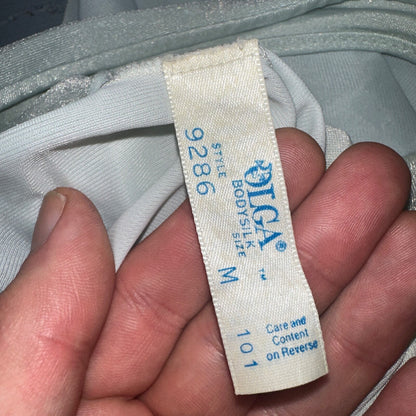 OLGA®
BODYSILK™
STYLE SIZE
9286 M 101
Care and
Content
on Reverse